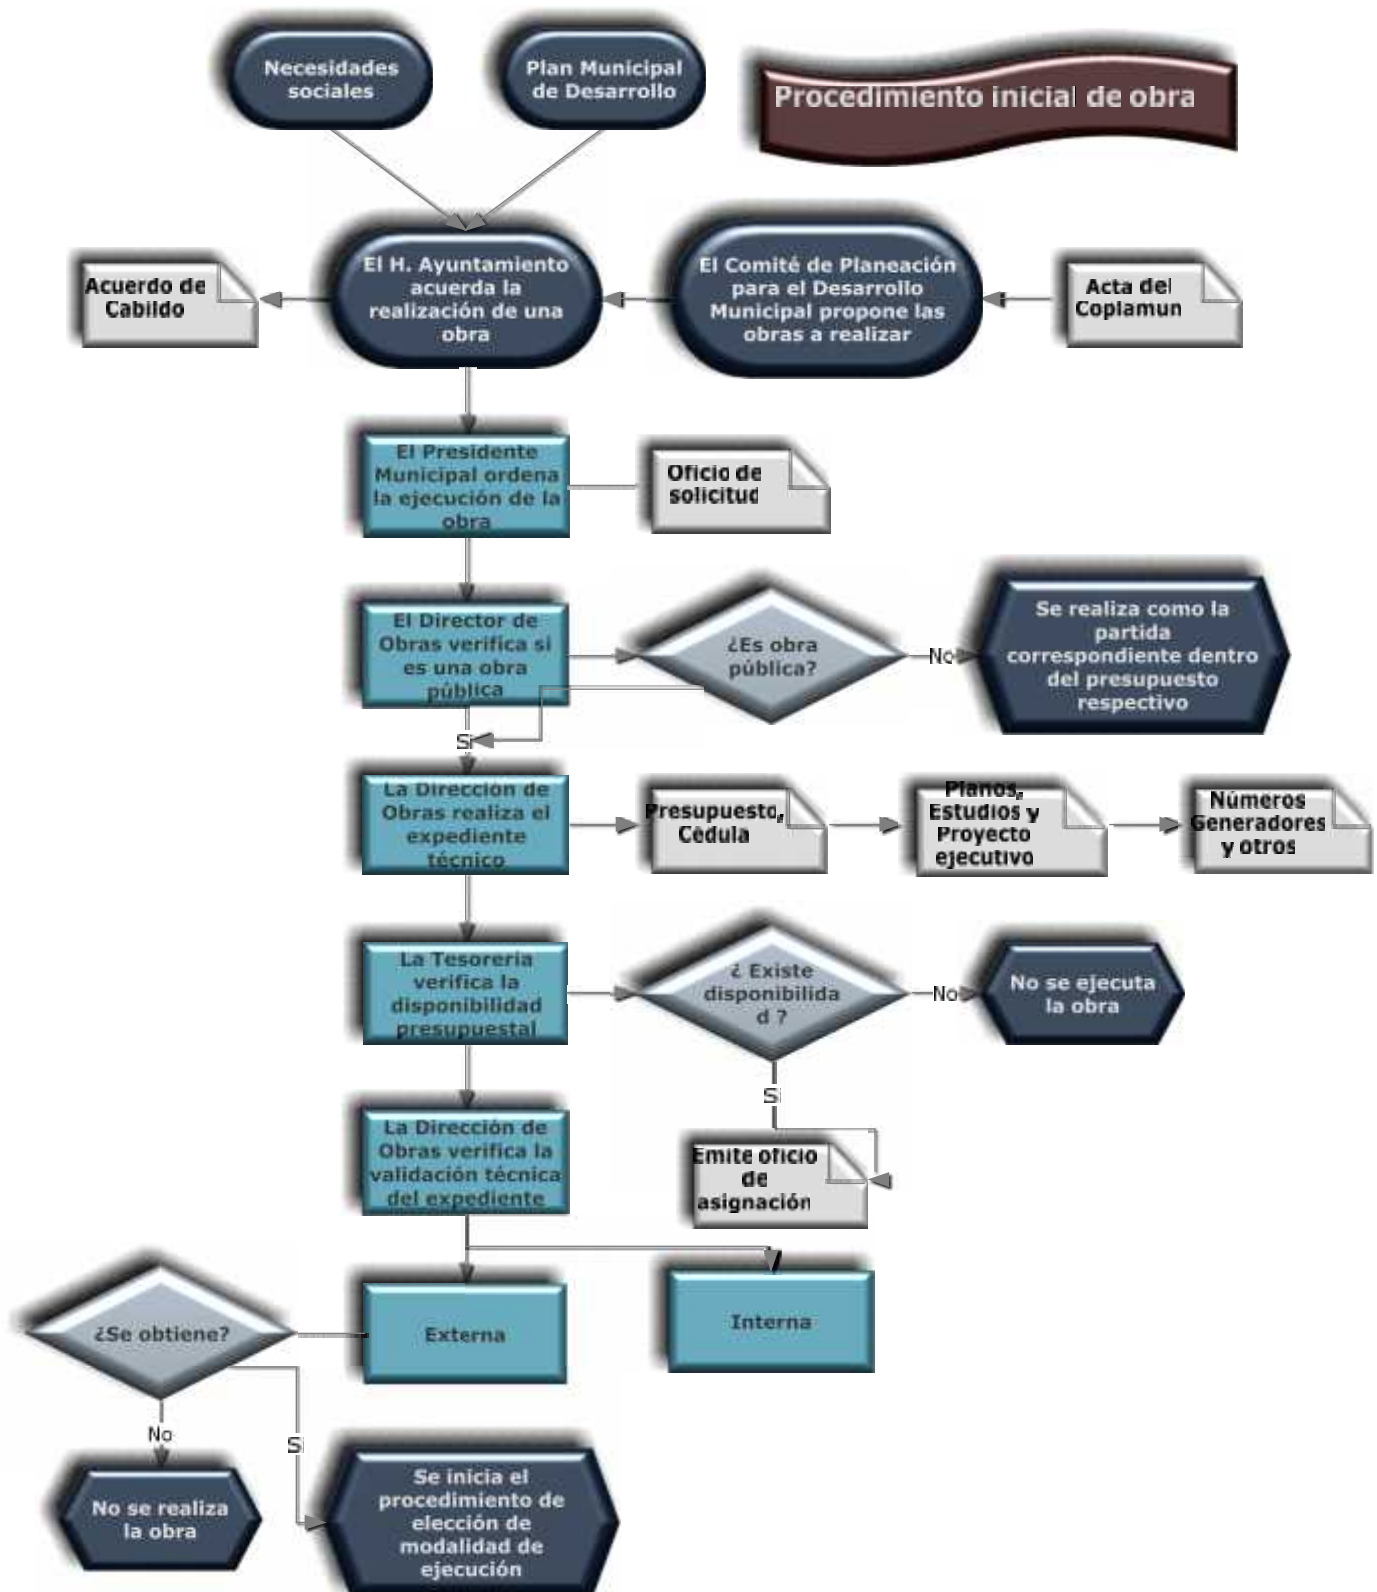 Necesidades
sociales
Plan Municipal
de Desarrollo
Procedimiento inicial de obra
Acuerdo de
Cabildo
El H. Ayuntamiento
acuerda la
realización de una
obra
El Comité de Planeación
para el Desarrollo
Municipal propone las
obras a realizar
Acta del
Coplamun
El Presidente
Municipal ordena
la ejecución de la
obra
Oficio de
solicitud
El Director de
Obras verifica si
es una obra
pública
¿Es obra
pública?
No
Se realiza como la
partida
correspondiente dentro
del presupuesto
respectivo
Si
La Dirección de
Obras realiza el
expediente
técnico
Presupuesto,
Cédula
Planos,
Estudios y
Proyecto
ejecutivo
Números
Generadores
y otros
La Tesorería
verifica la
disponibilidad
presupuestal
¿ Existe
disponibilida
d ?
No
No se ejecuta
la obra
Si
La Dirección de
Obras verifica la
validación técnica
del expediente
Emite oficio
de
asignación
¿Se obtiene?
Externa
Interna
No
Si
No se realiza
la obra
Se inicia el
procedimiento de
elección de
modalidad de
ejecución